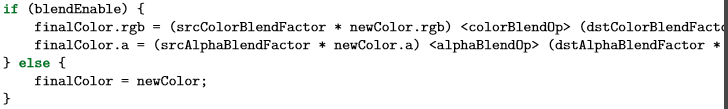 if (blendEnable) {
    finalColor.rgb = (srcColorBlendFactor * newColor.rgb) <colorBlendOp> (dstColorBlendFacto
    finalColor.a = (srcAlphaBlendFactor * newColor.a) <alphaBlendOp> (dstAlphaBlendFactor *
} else {
    finalColor = newColor;
}